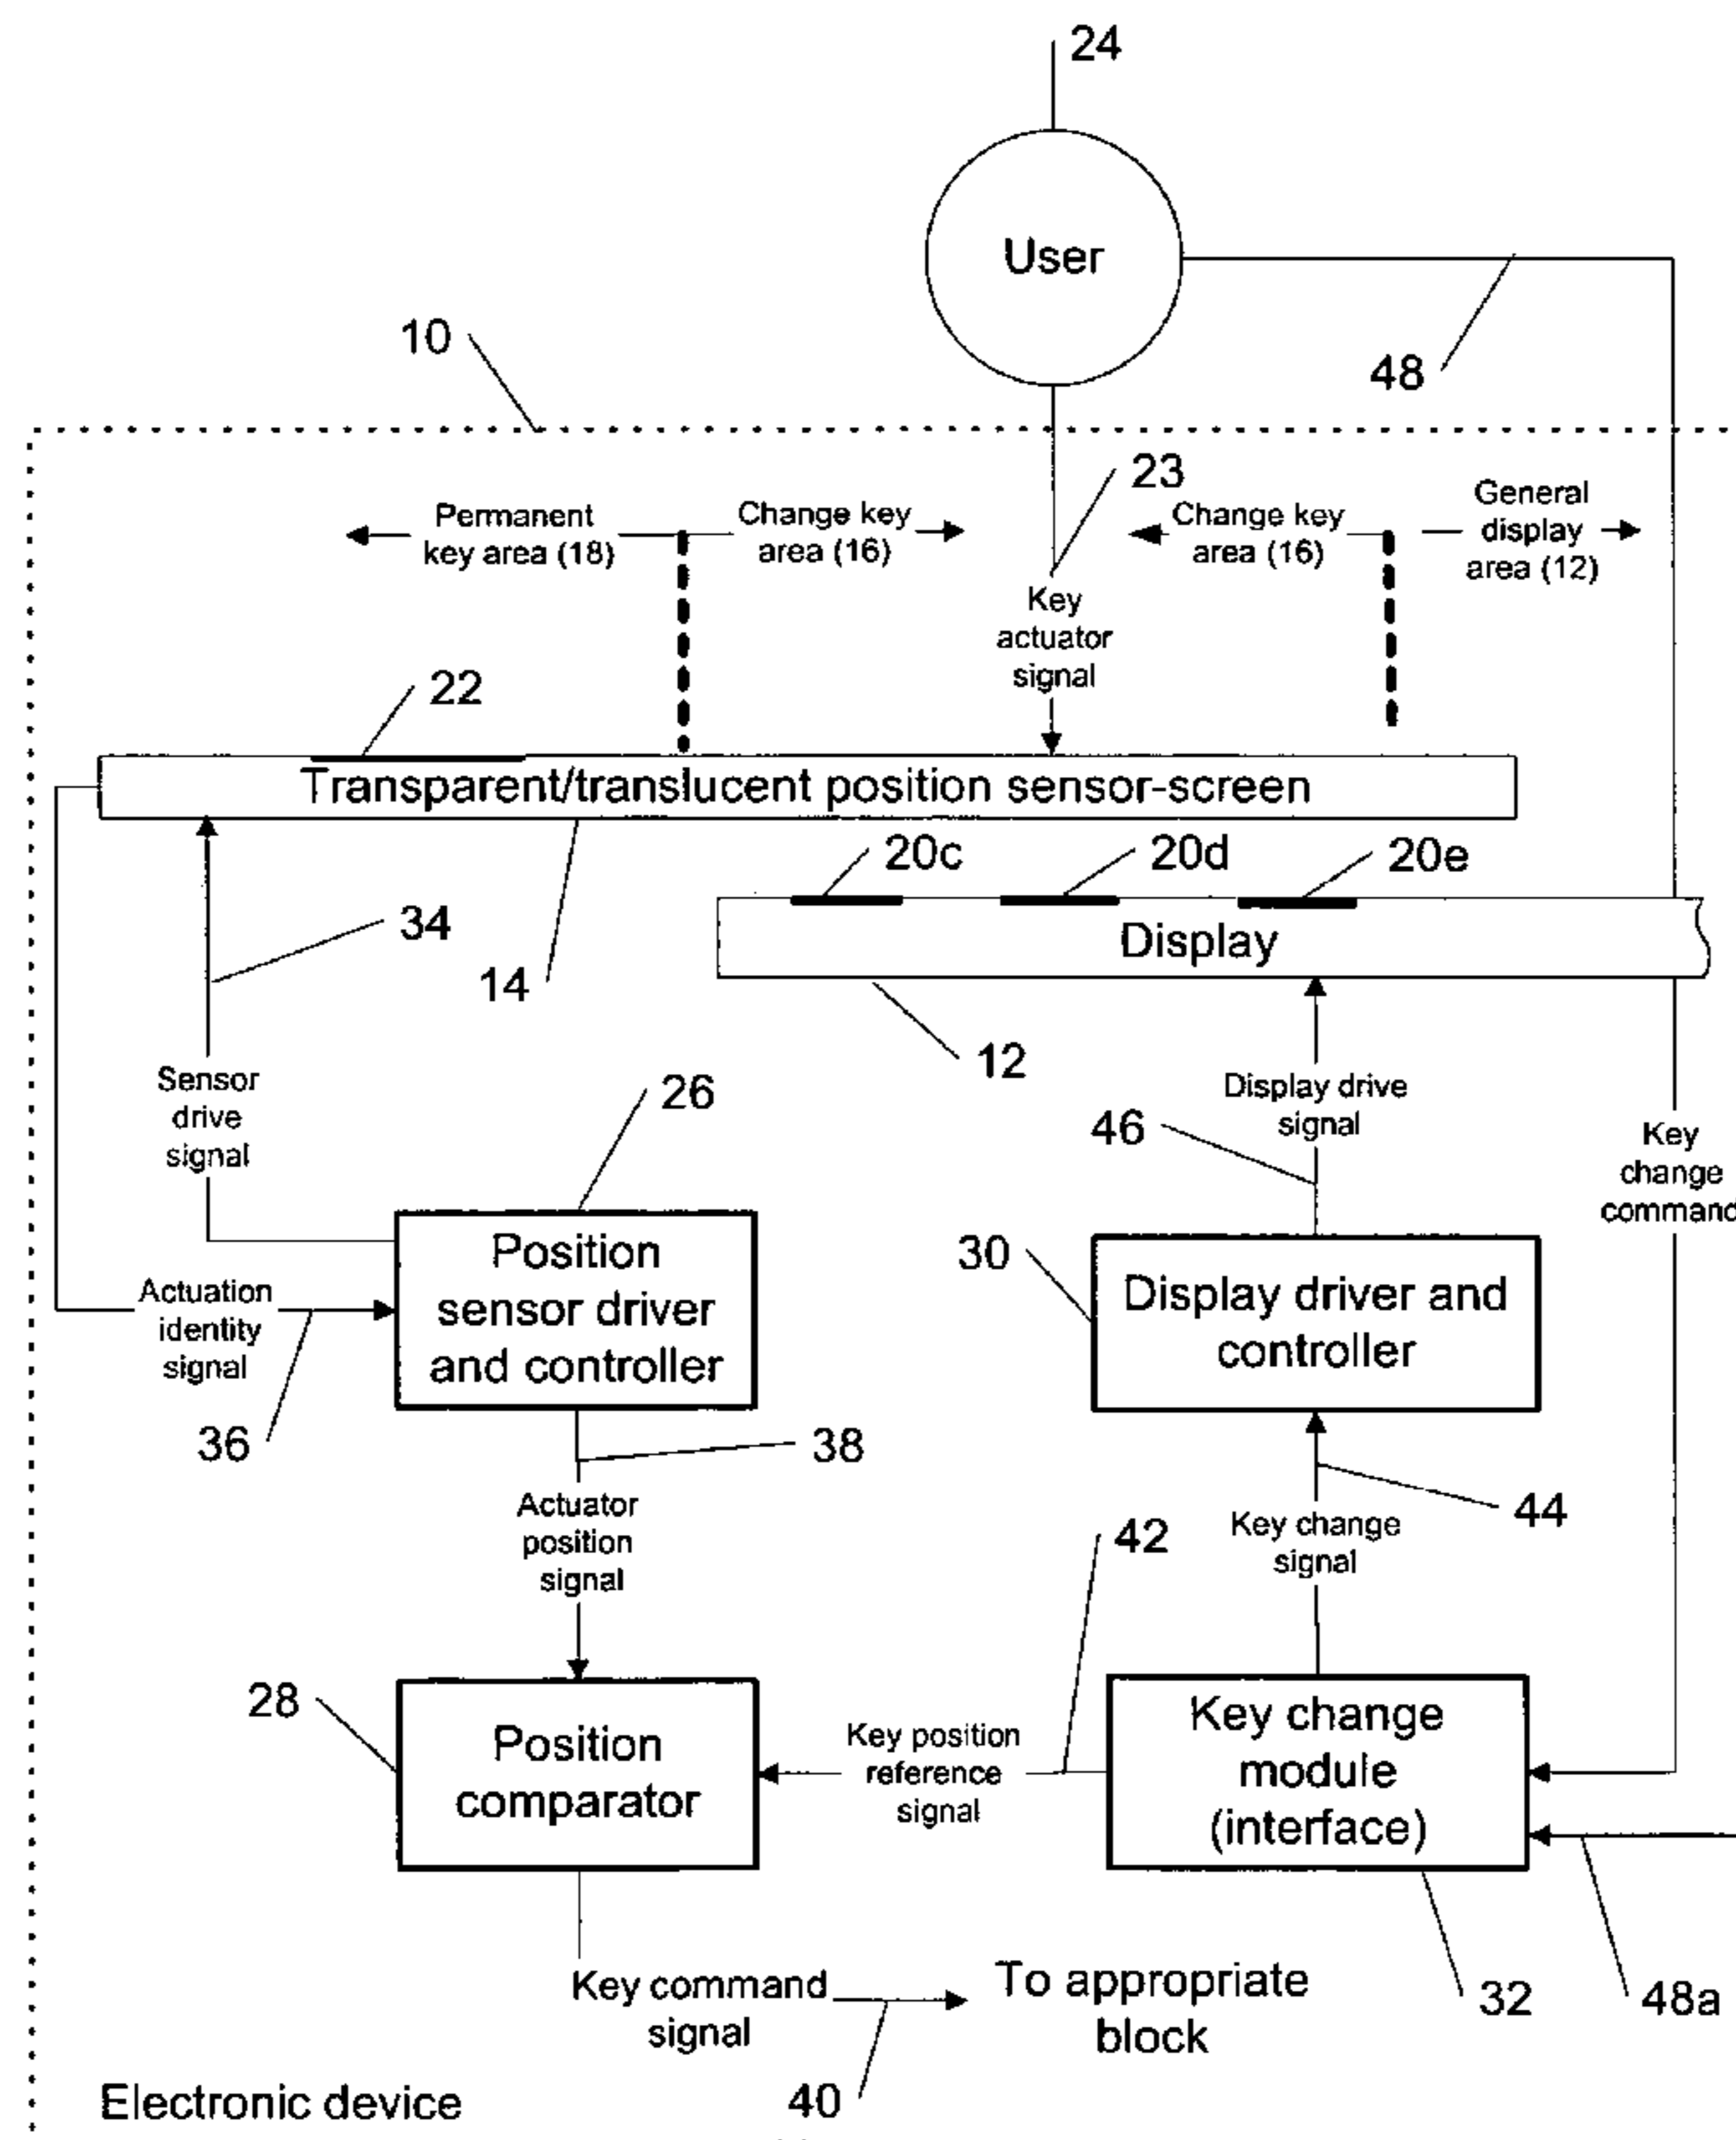 24
User
10
48
23
Permanent
key area (18)
Change key
area (16)
Change key
area (16)
General
display
area (12)
Key
actuator
signal
22
Transparent/translucent position sensor-screen
20c
20d
20e
Display
34
14
12
Sensor
drive
signal
26
Display drive
signal
46
Key
change
command
Position
sensor driver
and controller
30
Display driver and
controller
Actuation
identity
signal
36
38
Actuator
position
signal
44
Key change
signal
42
28
Position
comparator
Key position
reference
signal
Key change
module
(interface)
Key command
signal
To appropriate
block
32
48a
40
Electronic device